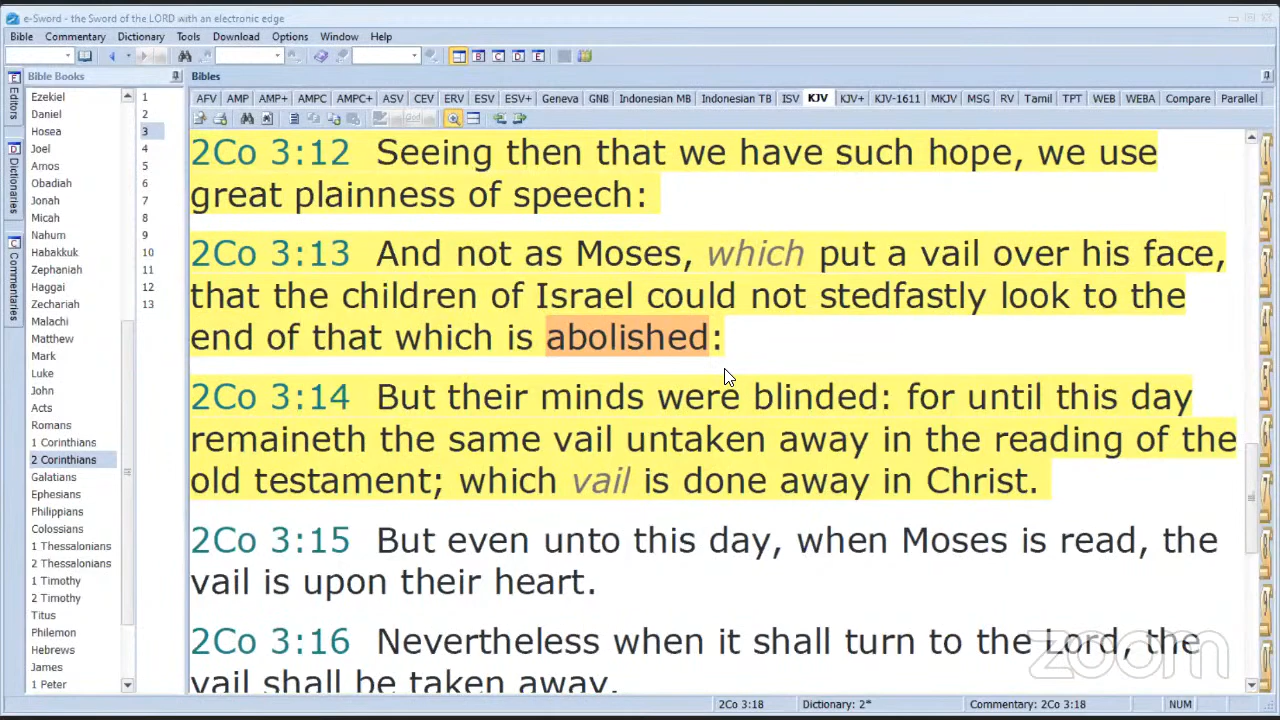 e-Sword - the Sword of the LORD with an electronic edge
Bible Commentary Dictionary Tools Download Options Window Help
B C D E
Bible Books
Bibles
AFV AMP AMP+ AMPC AMPC+ ASV CEV ERV ESV ESV+ Geneva GNB Indonesian MB Indonesian TB ISV KJV KJV+ KJV-1611 MKJV MSG RV Tamil TPT WEB WEBA Compare Parallel
E Editors
D Dictionaries
C Commentaries
Ezekiel
Daniel
Hosea
Joel
Amos
Obadiah
Jonah
Micah
Nahum
Habakkuk
Zephaniah
Haggai
Zechariah
Malachi
Matthew
Mark
Luke
John
Acts
Romans
1 Corinthians
2 Corinthians
Galatians
Ephesians
Philippians
Colossians
1 Thessalonians
2 Thessalonians
1 Timothy
2 Timothy
Titus
Philemon
Hebrews
James
1 Peter
1
2
3
4
5
6
7
8
9
10
11
12
13
2Co 3:12 Seeing then that we have such hope, we use
great plainness of speech:
2Co 3:13 And not as Moses, which put a vail over his face,
that the children of Israel could not stedfastly look to the
end of that which is abolished:
2Co 3:14 But their minds were blinded: for until this day
remaineth the same vail untaken away in the reading of the
old testament; which vail is done away in Christ.
2Co 3:15 But even unto this day, when Moses is read, the
vail is upon their heart.
2Co 3:16 Nevertheless when it shall turn to the Lord, the
vail shall be taken away.
zoom
2Co 3:18 Dictionary: 2* Commentary: 2Co 3:18 NUM